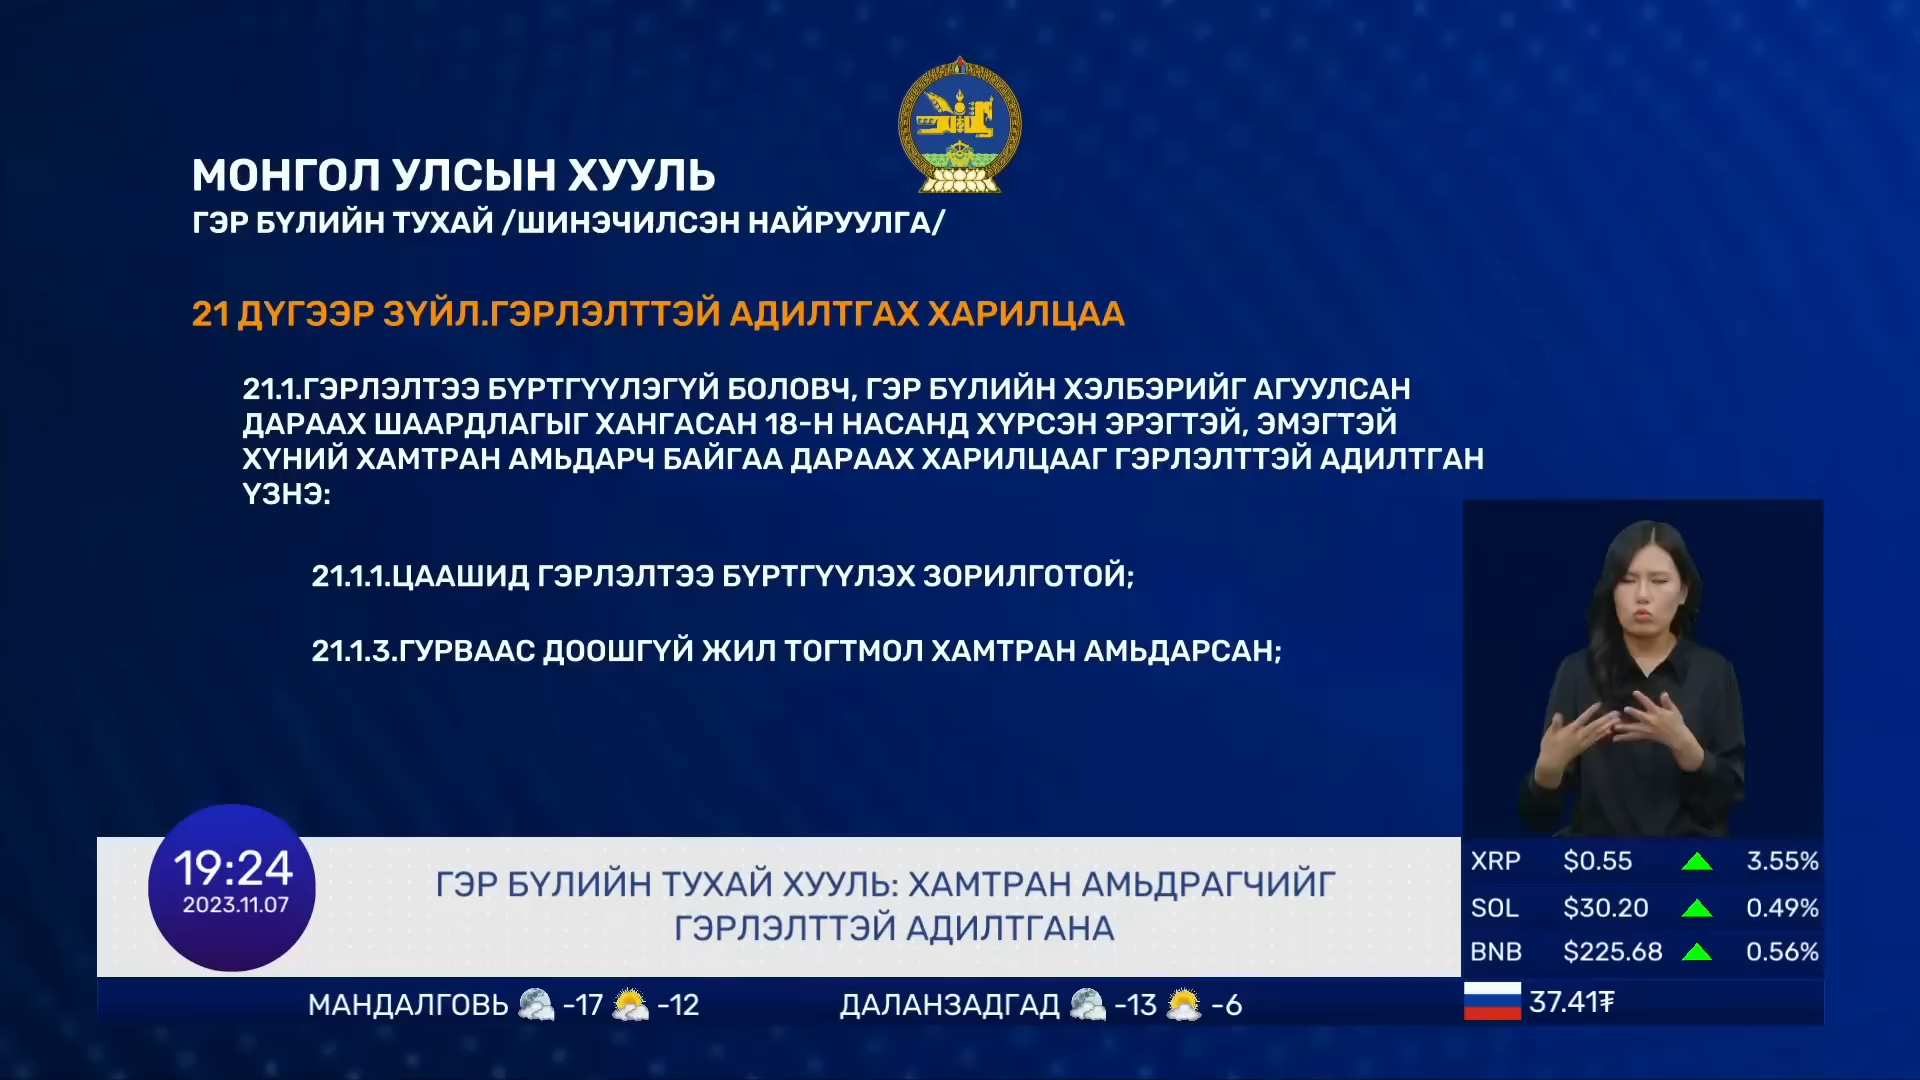 МОНГОЛ УЛСЫН ХУУЛЬ
ГЭР БҮЛИЙН ТУХАЙ /ШИНЭЧИЛСЭН НАЙРУУЛГА/
21 ДҮГЭЭР ЗҮЙЛ.ГЭРЛЭЛТТЭЙ АДИЛТГАХ ХАРИЛЦАА
21.1.ГЭРЛЭЛТЭЭ БҮРТГҮҮЛЭГҮЙ БОЛОВЧ, ГЭР БҮЛИЙН ХЭЛБЭРИЙГ АГУУЛСАН
ДАРААХ ШААРДЛАГЫГ ХАНГАСАН 18-Н НАСАНД ХҮРСЭН ЭРЭГТЭЙ, ЭМЭГТЭЙ
ХҮНИЙ ХАМТРАН АМЬДАРЧ БАЙГАА ДАРААХ ХАРИЛЦААГ ГЭРЛЭЛТТЭЙ АДИЛТГАН
ҮЗНЭ:
21.1.1.ЦААШИД ГЭРЛЭЛТЭЭ БҮРТГҮҮЛЭХ ЗОРИЛГОТОЙ;
21.1.3.ГУРВААС ДООШГҮЙ ЖИЛ ТОГТМОЛ ХАМТРАН АМЬДАРСАН;
19:24
2023.11.07
ГЭР БҮЛИЙН ТУХАЙ ХУУЛЬ: ХАМТРАН АМЬДРАГЧИЙГ
ГЭРЛЭЛТТЭЙ АДИЛТГАНА
XRP $0.55 3.55%
SOL $30.20 0.49%
BNB $225.68 0.56%
МАНДАЛГОВЬ -17 -12 ДАЛАНЗАДГАД -13 -6
37.41₮